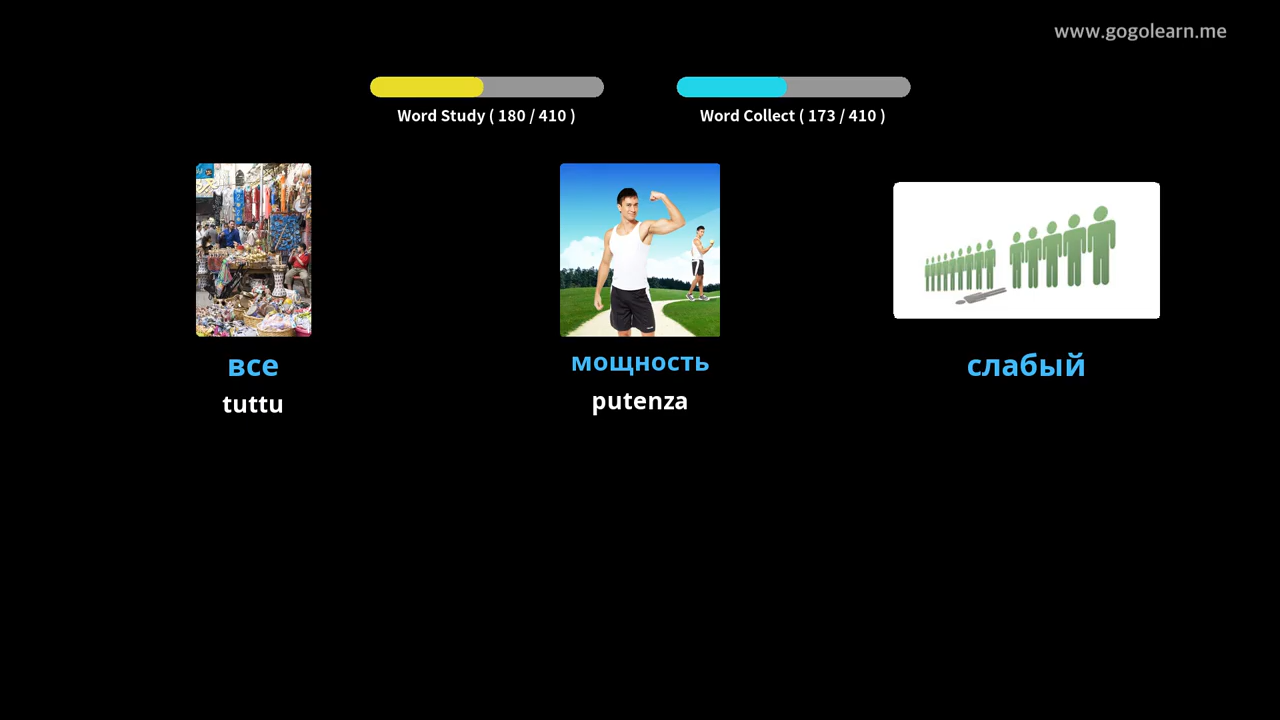 www.gogolearn.me
Word Study ( 180 / 410 )
Word Collect ( 173 / 410 )
все
tuttu
мощность
putenza
слабый